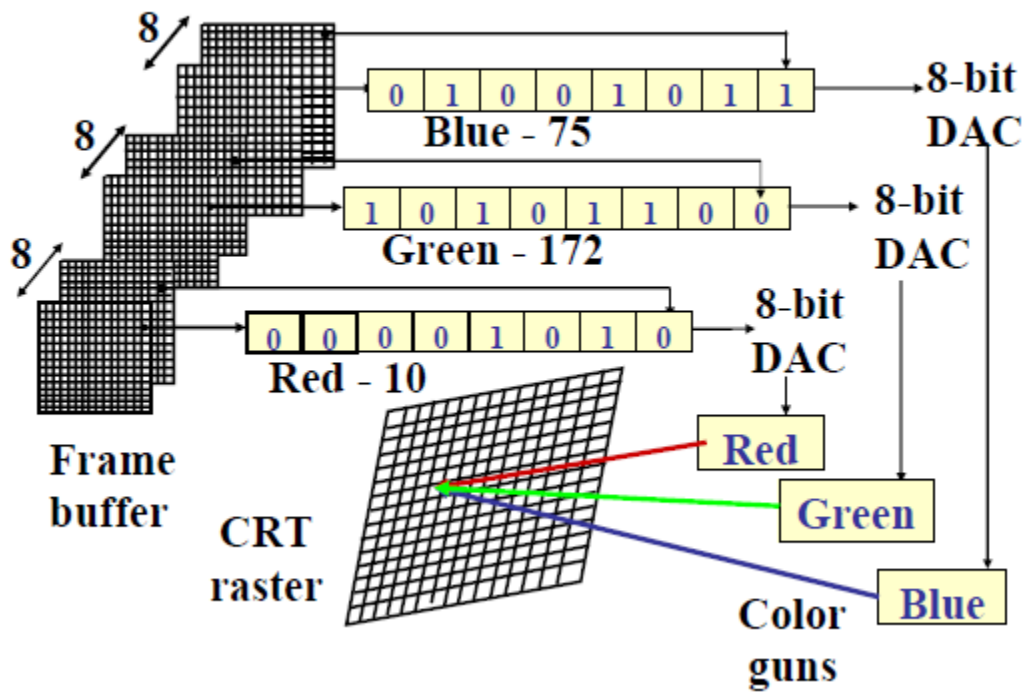 8
0 1 0 0 1 0 1 1
8-bit
DAC
Blue - 75
8
1 0 1 0 1 1 0 0
8-bit
DAC
Green - 172
8
0 0 0 0 1 0 1 0
8-bit
DAC
Red - 10
Frame
buffer
CRT
raster
Red
Green
Blue
Color
guns